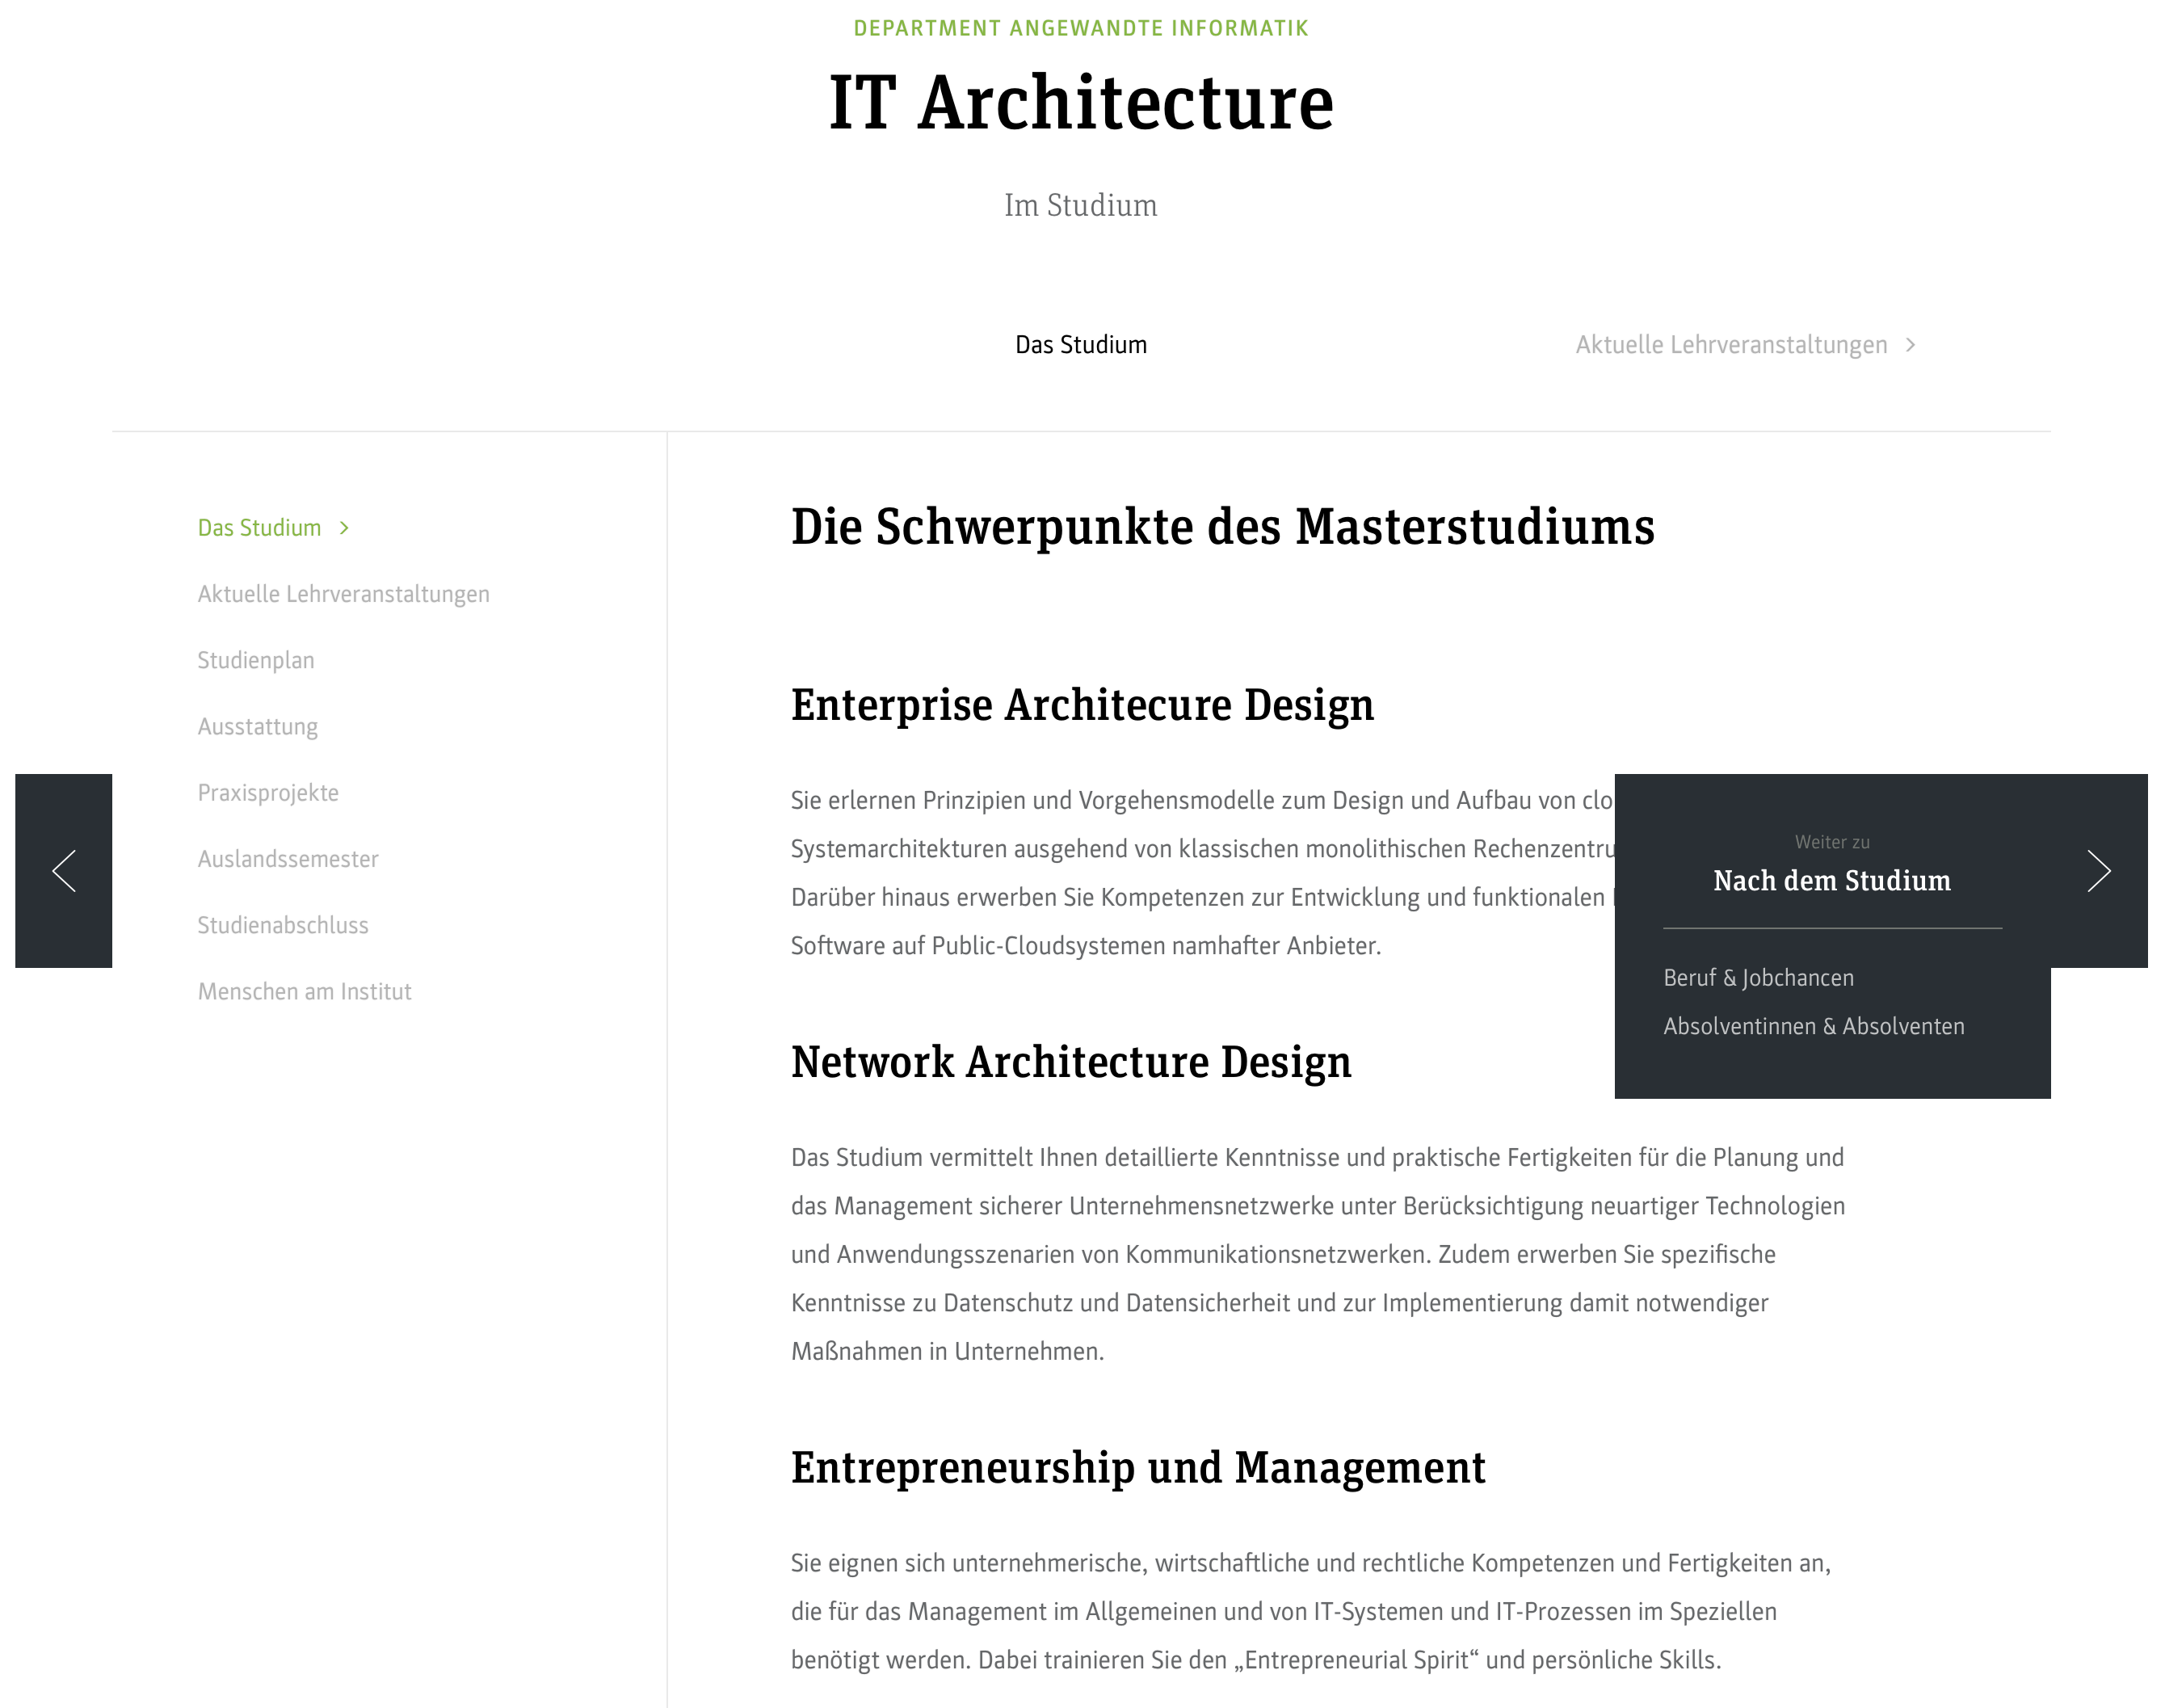 DEPARTMENT ANGEWANDTE INFORMATIK
IT Architecture
Im Studium
Das Studium
Aktuelle Lehrveranstaltungen
Das Studium
Aktuelle Lehrveranstaltungen
Studienplan
Ausstattung
Praxisprojekte
Auslandssemester
Studienabschluss
Menschen am Institut
Die Schwerpunkte des Masterstudiums
Enterprise Architecure Design
Sie erlernen Prinzipien und Vorgehensmodelle zum Design und Aufbau von
Systemarchitekturen ausgehend von klassischen monolithischen
Darüber hinaus erwerben Sie Kompetenzen zur Entwicklung und funktionalen
Software auf Public-Cloudsystemen namhafter Anbieter.
Weiter zu
Nach dem Studium
Beruf & Jobchancen
Absolventinnen & Absolventen
Network Architecture Design
Das Studium vermittelt Ihnen detaillierte Kenntnisse und praktische Fertigkeiten für die Planung und
das Management sicherer Unternehmensnetzwerke unter Berücksichtigung neuartiger Technologien
und Anwendungsszenarien von Kommunikationsnetzwerken. Zudem erwerben Sie spezifische
Kenntnisse zu Datenschutz und Datensicherheit und zur Implementierung damit notwendiger
Maßnahmen in Unternehmen.
Entrepreneurship und Management
Sie eignen sich unternehmerische, wirtschaftliche und rechtliche Kompetenzen und Fertigkeiten an,
die für das Management im Allgemeinen und von IT-Systemen und IT-Prozessen im Speziellen
benötigt werden. Dabei trainieren Sie den „Entrepreneurial Spirit“ und persönliche Skills.